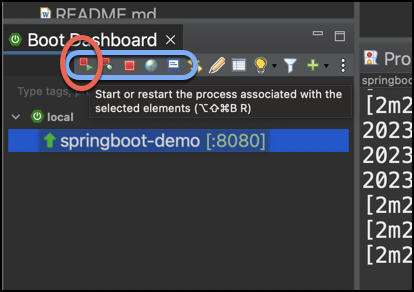 README.md
Boot Dashboard
Type tags,
Start or restart the process associated with the
selected elements (⌥⇧⌘B R)
local
springboot-demo [:8080]
Pro
springboo
[2m2
2023
2023
2023
[2m2
[2m2
[2m2